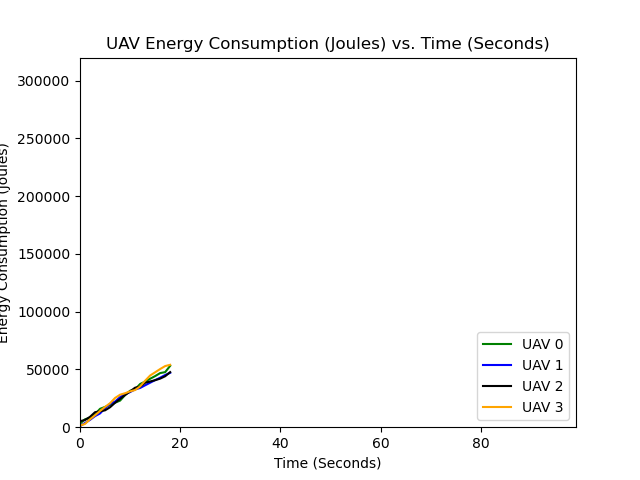 UAV Energy Consumption (Joules) vs. Time (Seconds)
Energy Consumption (Joules)
300000
250000
200000
150000
100000
50000
0
0
20
40
60
80
Time (Seconds)
UAV 0
UAV 1
UAV 2
UAV 3